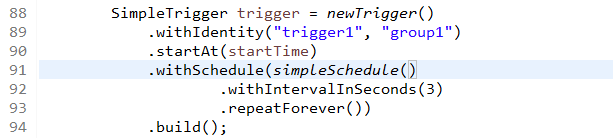 88 SimpleTrigger trigger = newTrigger()
89 .withIdentity("trigger1", "group1")
90 .startAt(startTime)
91 .withSchedule(simpleSchedule()
92 .withIntervalInSeconds(3)
93 .repeatForever())
94 .build();